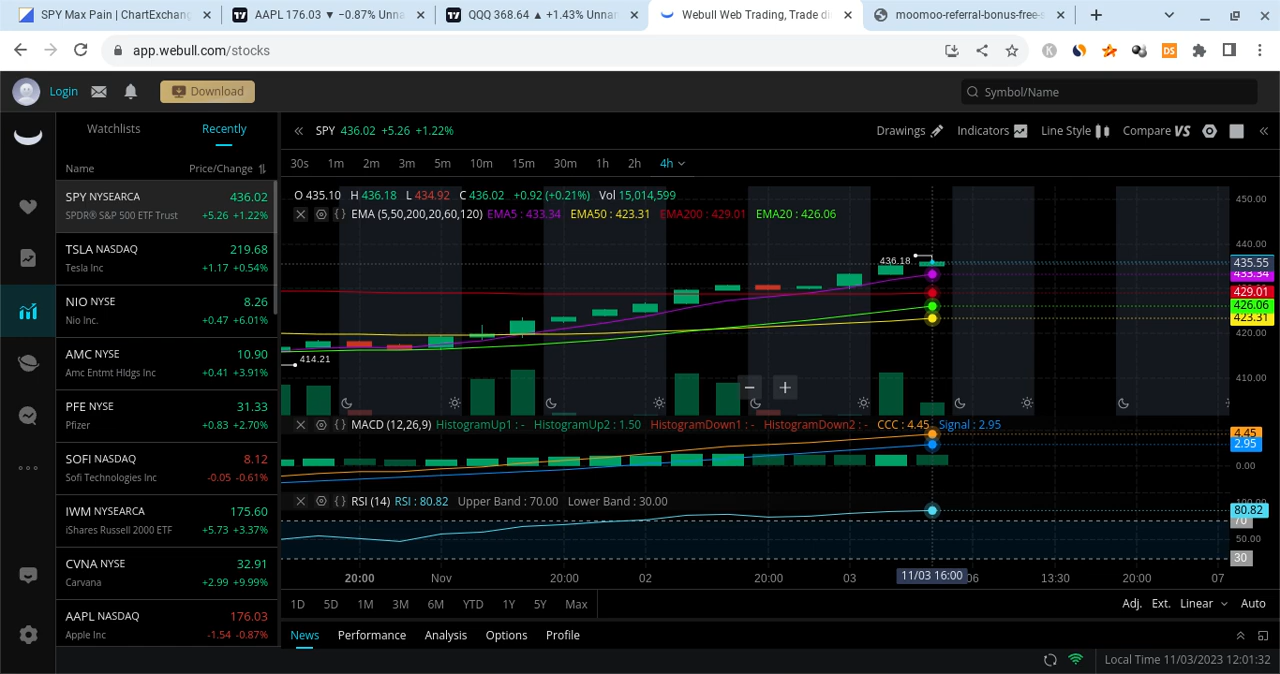 SPY Max Pain | ChartExchang
AAPL 176.03 ▼ −0.87% Unna
QQQ 368.64 ▲ +1.43% Unnam
Webull Web Trading, Trade di
moomoo-referral-bonus-free-s
app.webull.com/stocks
K
DS
Login
Download
Symbol/Name
Watchlists
Recently
Name
Price/Change
SPY NYSEARCA 436.02
SPDR® S&P 500 ETF Trust +5.26 +1.22%
TSLA NASDAQ 219.68
Tesla Inc +1.17 +0.54%
NIO NYSE 8.26
Nio Inc. +0.47 +6.01%
AMC NYSE 10.90
Amc Entmt Hldgs Inc +0.41 +3.91%
PFE NYSE 31.33
Pfizer +0.83 +2.70%
SOFI NASDAQ 8.12
Sofi Technologies Inc -0.05 -0.61%
IWM NYSEARCA 175.60
iShares Russell 2000 ETF +5.73 +3.37%
CVNA NYSE 32.91
Carvana +2.99 +9.99%
AAPL NASDAQ 176.03
Apple Inc -1.54 -0.87%
SPY 436.02 +5.26 +1.22%
Drawings
Indicators
Line Style
Compare VS
30s 1m 2m 3m 5m 10m 15m 30m 1h 2h 4h
O 435.10 H 436.18 L 434.92 C 436.02 +0.92 (+0.21%) Vol 15,014,599
EMA (5,50,200,20,60,120) EMA5 : 433.34 EMA50 : 423.31 EMA200 : 429.01 EMA20 : 426.06
450.00
440.00
436.18
435.55
433.34
429.01
426.06
423.31
420.00
414.21
410.00
MACD (12,26,9) HistogramUp1 : - HistogramUp2 : 1.50 HistogramDown1 : - HistogramDown2 : - CCC : 4.45 Signal : 2.95
4.45
2.95
0.00
RSI (14) RSI : 80.82 Upper Band : 70.00 Lower Band : 30.00
100.00
80.82
70
50.00
30
20:00 Nov 20:00 02 20:00 03 11/03 16:00 06 13:30 20:00 07
1D 5D 1M 3M 6M YTD 1Y 5Y Max
Adj. Ext. Linear Auto
News Performance Analysis Options Profile
Local Time 11/03/2023 12:01:32